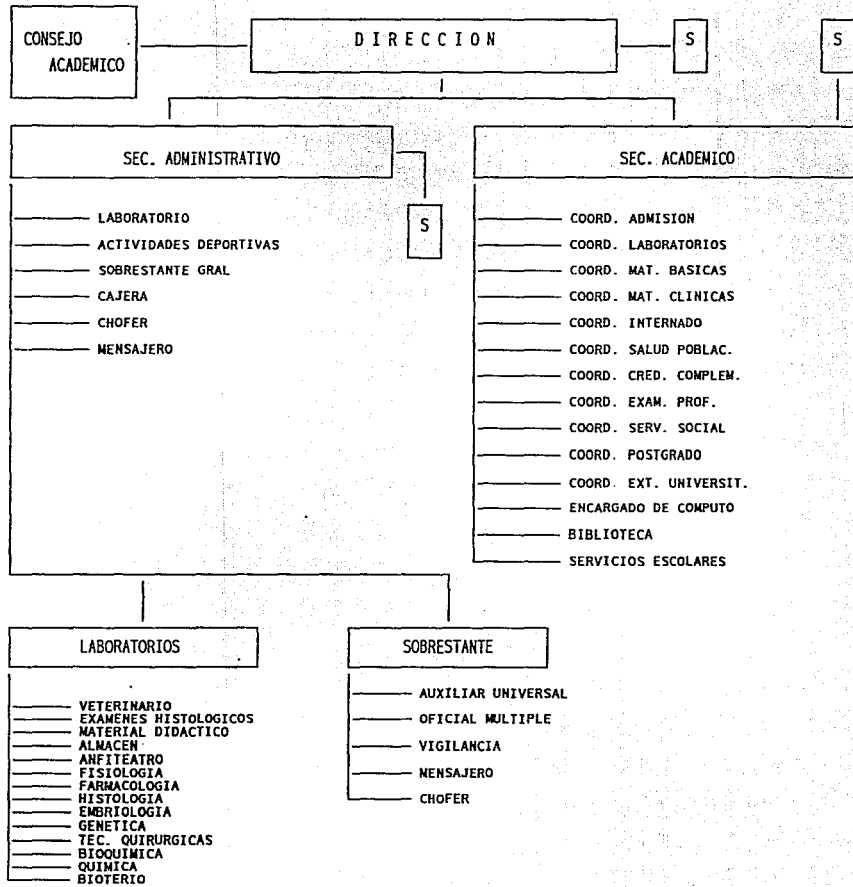 CONSEJO
ACADEMICO
DIRECCION
S
S
SEC. ADMINISTRATIVO
SEC. ACADEMICO
S
LABORATORIO
ACTIVIDADES DEPORTIVAS
SOBRESTANTE GRAL
CAJERA
CHOFER
MENSAJERO
COORD. ADMISION
COORD. LABORATORIOS
COORD. MAT. BASICAS
COORD. MAT. CLINICAS
COORD. INTERNADO
COORD. SALUD POBLAC.
COORD. CRED. COMPLEM.
COORD. EXAM. PROF.
COORD. SERV. SOCIAL
COORD. POSTGRADO
COORD. EXT. UNIVERSIT.
ENCARGADO DE COMPUTO
BIBLIOTECA
SERVICIOS ESCOLARES
LABORATORIOS
VETERINARIO
EXAMENES HISTOLOGICOS
MATERIAL DIDACTICO
ALMACEN
ANFITEATRO
FISIOLOGIA
FARMACOLOGIA
HISTOLOGIA
EMBRIOLOGIA
GENETICA
TEC. QUIRURGICAS
BIOQUIMICA
QUIMICA
BIOTERIO
SOBRESTANTE
AUXILIAR UNIVERSAL
OFICIAL MULTIPLE
VIGILANCIA
MENSAJERO
CHOFER